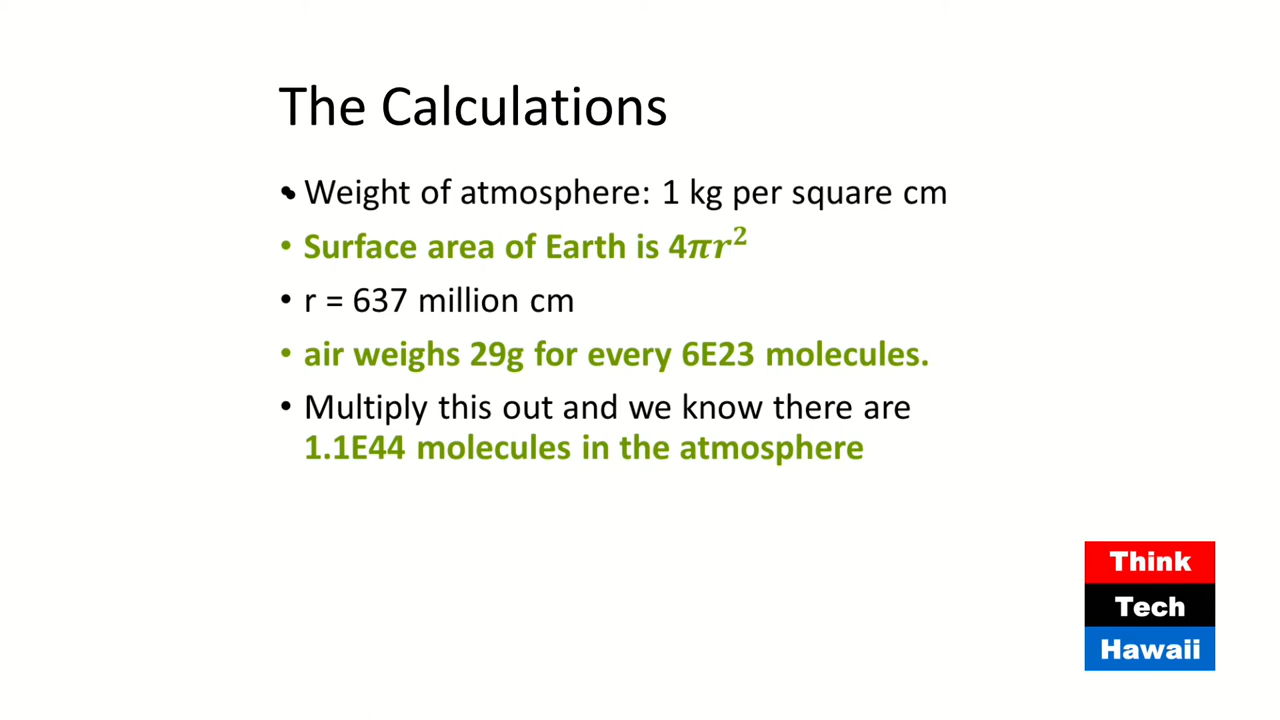 The Calculations
• Weight of atmosphere: 1 kg per square cm
• Surface area of Earth is 4πr²
• r = 637 million cm
• air weighs 29g for every 6E23 molecules.
• Multiply this out and we know there are
1.1E44 molecules in the atmosphere
Think
Tech
Hawaii